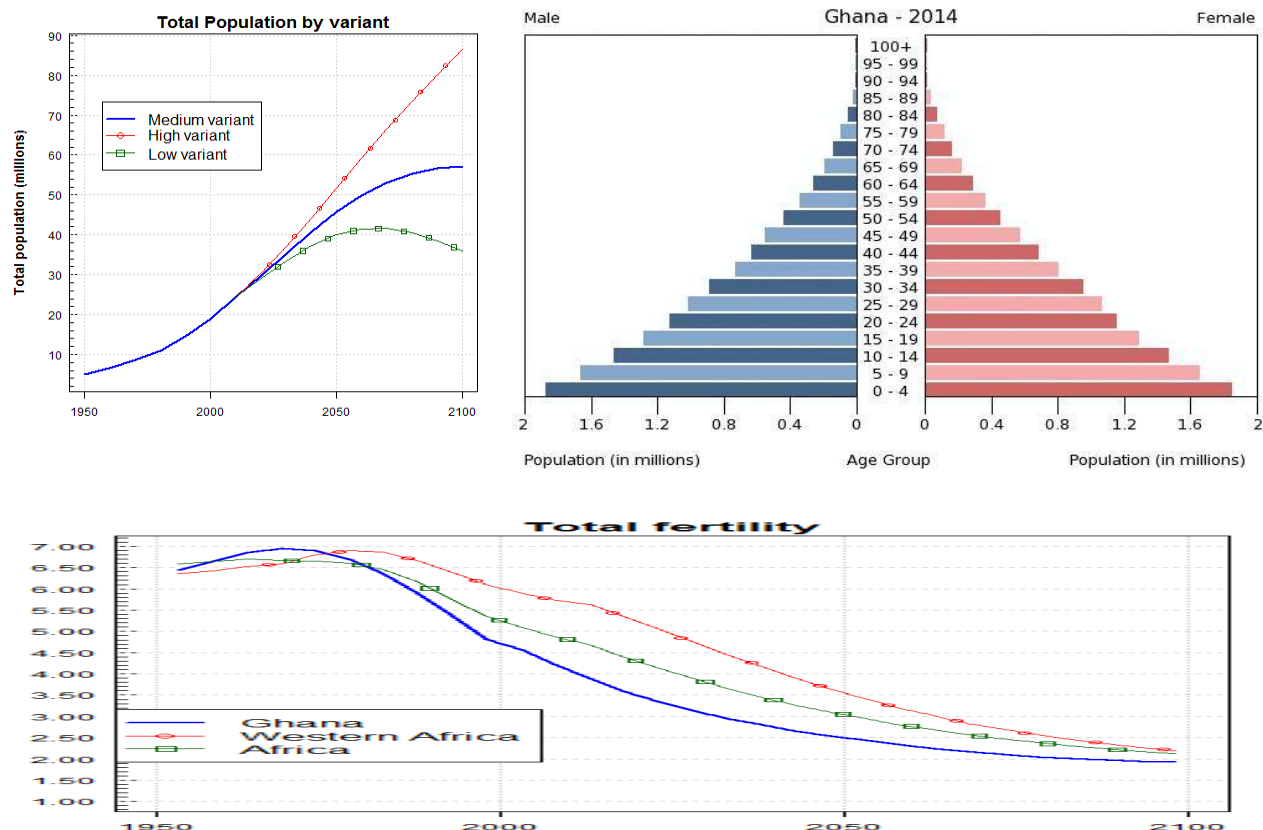 Total Population by variant
Total population (millions)
90
80
70
60
50
40
30
20
10
Medium variant
High variant
Low variant
1950 2000 2050 2100
Male Ghana - 2014 Female
100+
95 - 99
90 - 94
85 - 89
80 - 84
75 - 79
70 - 74
65 - 69
60 - 64
55 - 59
50 - 54
45 - 49
40 - 44
35 - 39
30 - 34
25 - 29
20 - 24
15 - 19
10 - 14
5 - 9
0 - 4
2 1.6 1.2 0.8 0.4 0 0 0.4 0.8 1.2 1.6 2
Population (in millions) Age Group Population (in millions)
Total fertility
7.00
6.50
6.00
5.50
5.00
4.50
4.00
3.50
3.00
2.50
2.00
1.50
1.00
Ghana
Western Africa
Africa
1950 2000 2050 2100